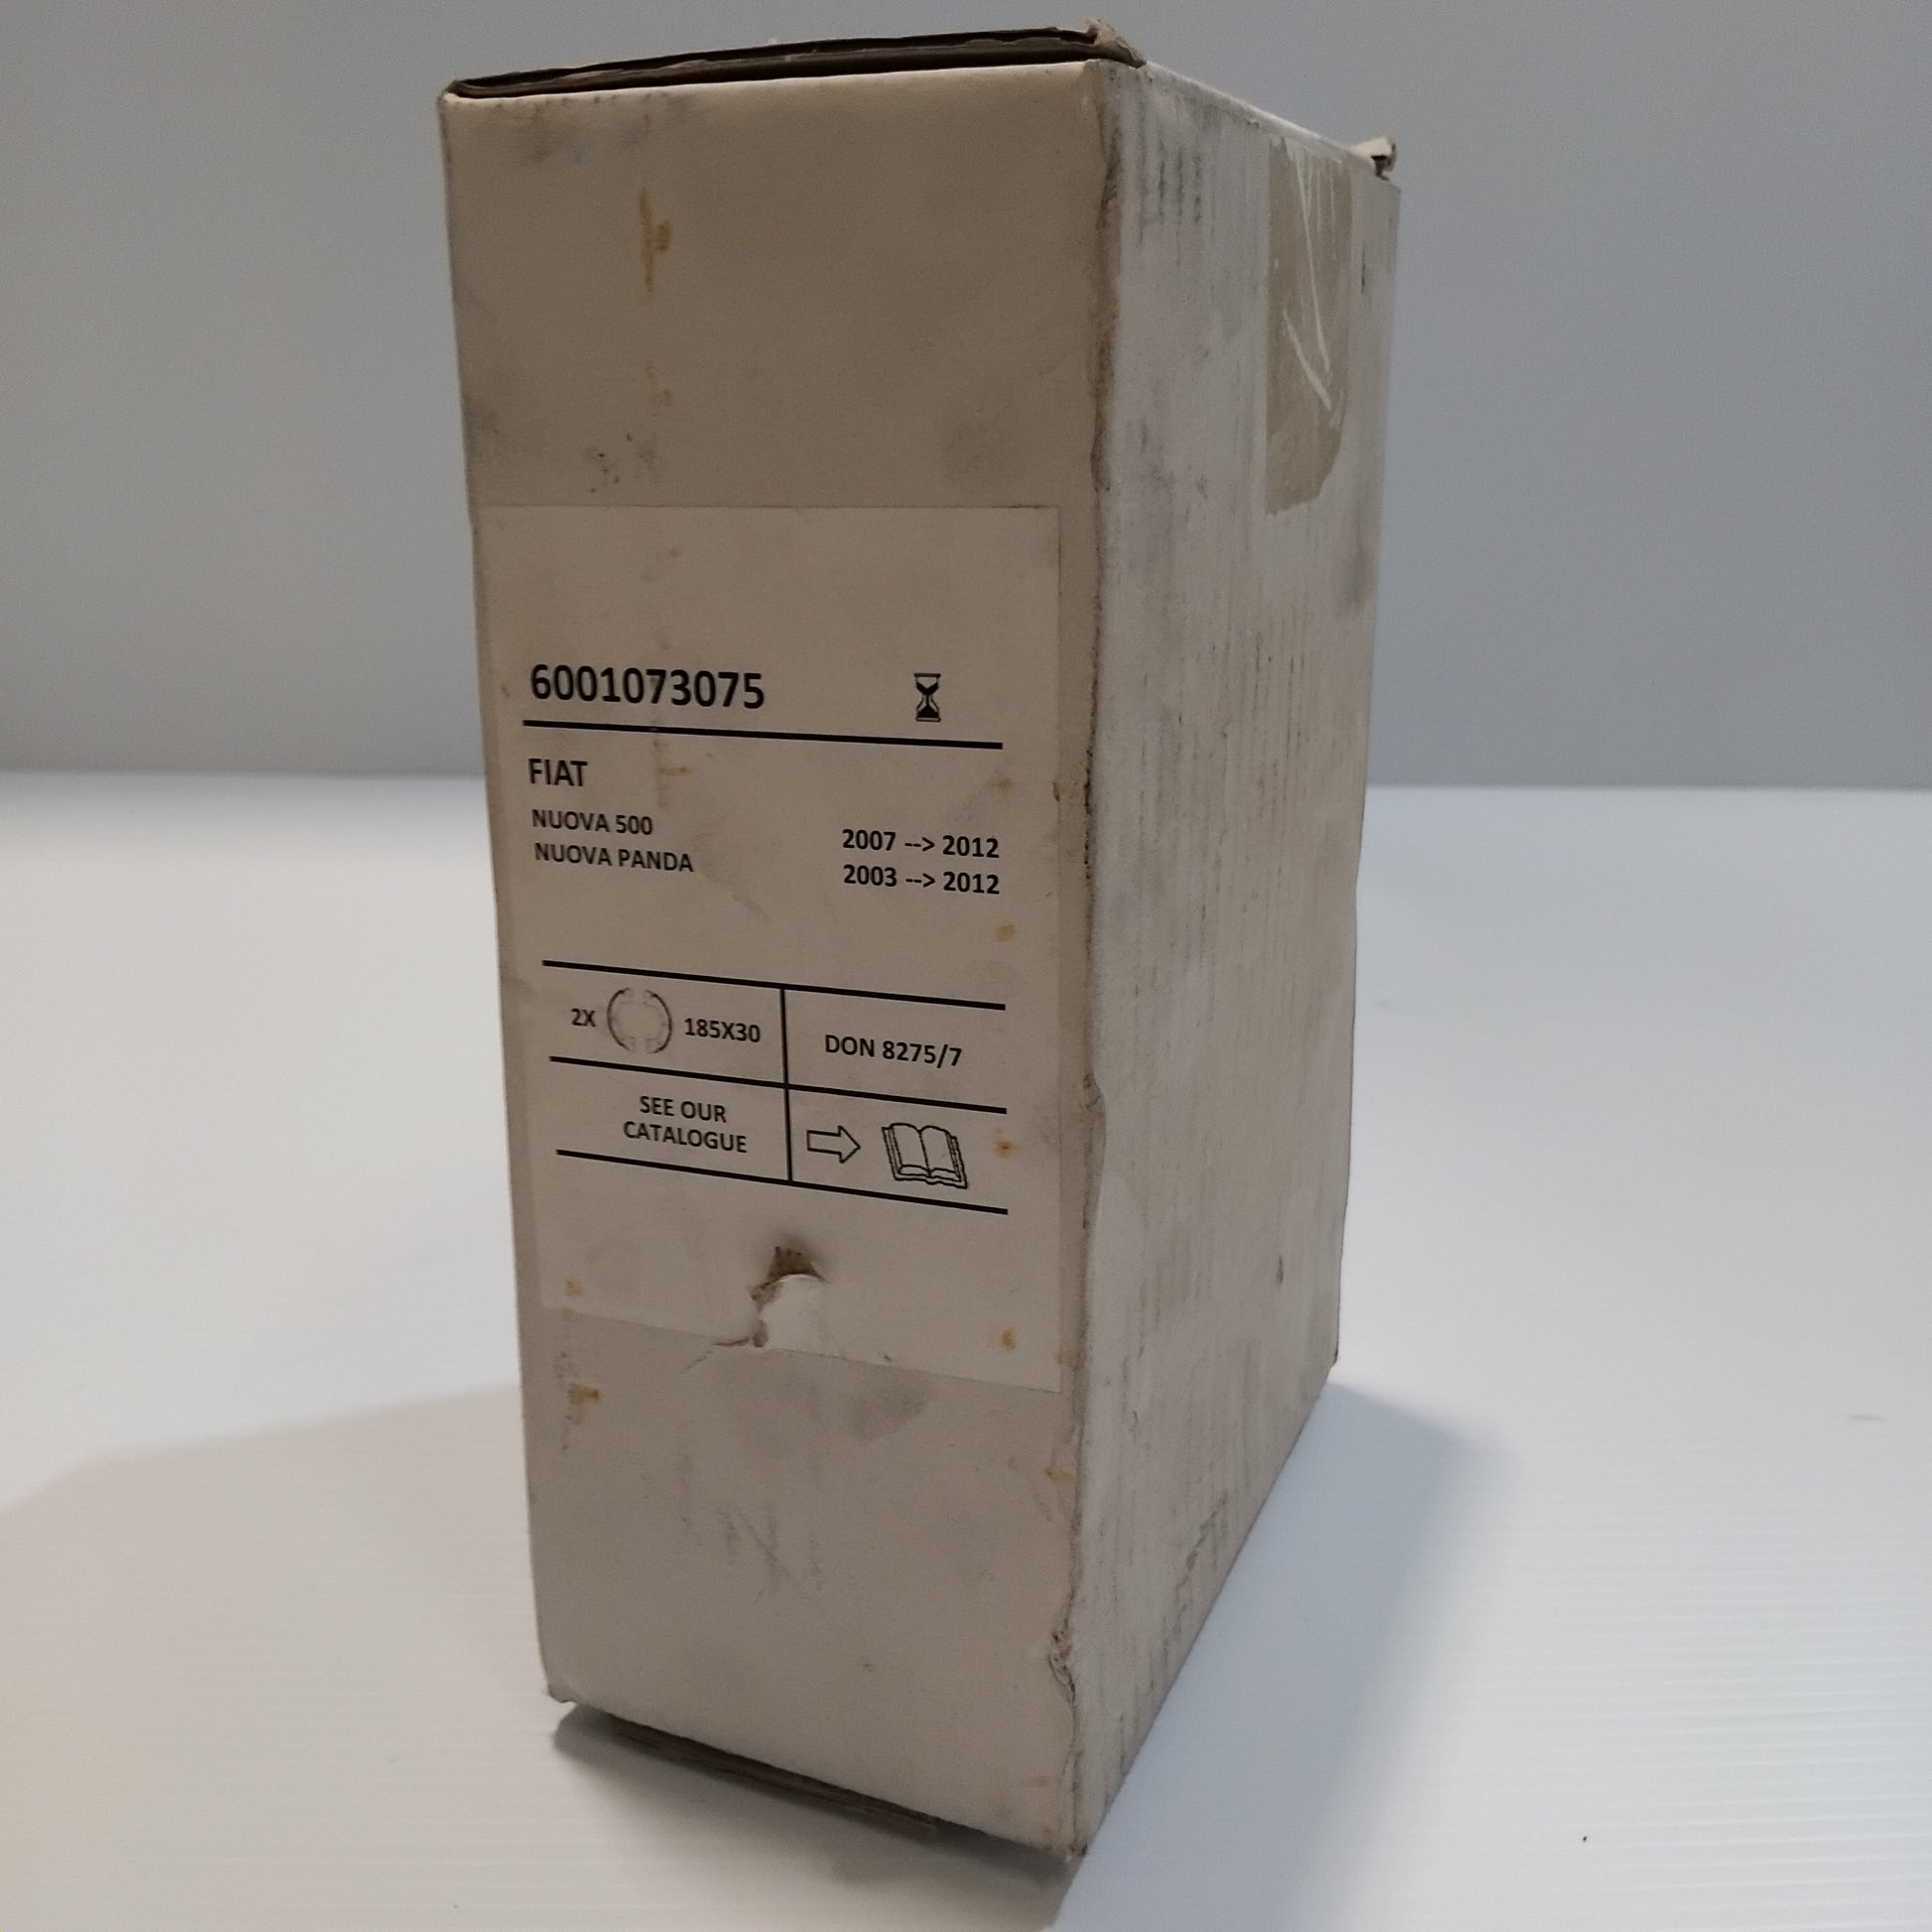 6001073075
FIAT
NUOVA 500 2007 --> 2012
NUOVA PANDA 2003 --> 2012
2X 185X30 DON 8275/7
SEE OUR
CATALOGUE